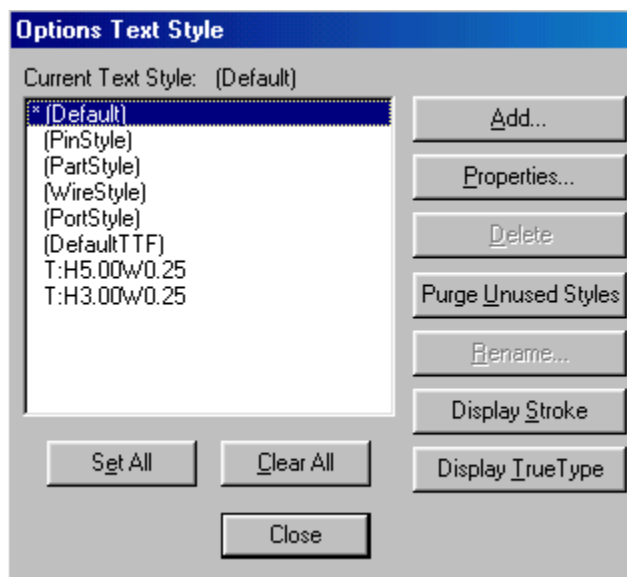 Options Text Style
Current Text Style: (Default)
* (Default)
(PinStyle)
(PartStyle)
(WireStyle)
(PortStyle)
(DefaultTTF)
T:H5.00W0.25
T:H3.00W0.25
Add...
Properties...
Delete
Purge Unused Styles
Rename...
Display Stroke
Display TrueType
Set All
Clear All
Close